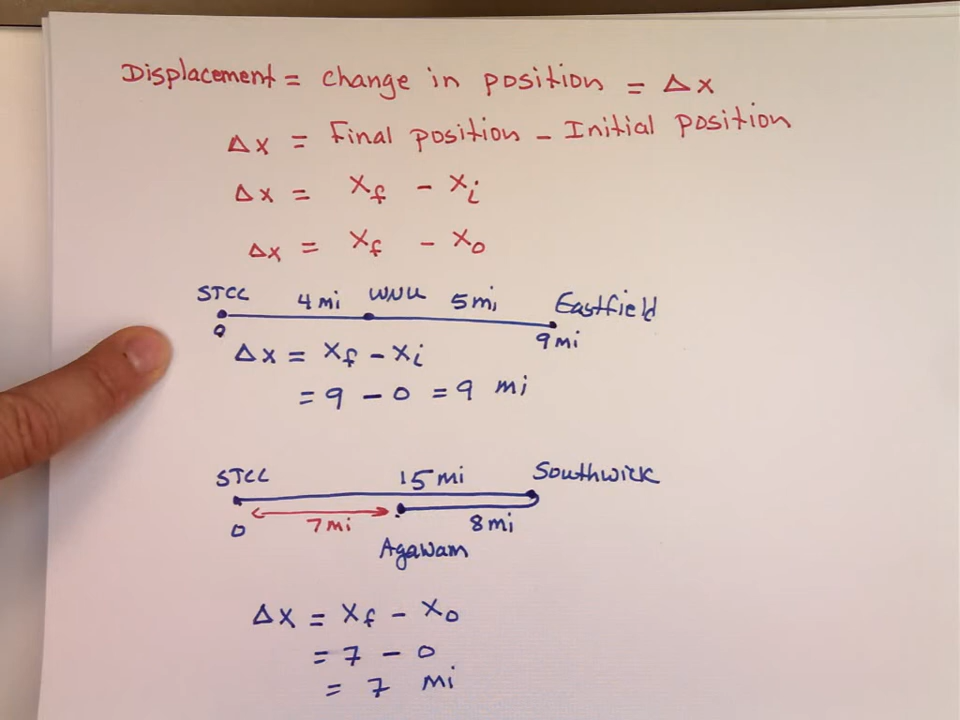 Displacement = change in position = Δx
Δx = Final position - Initial position
Δx = xf - xi
Δx = xf - x0
STCC 4 mi WNU 5 mi Eastfield
0 9 mi
Δx = xf - xi
= 9 - 0 = 9 mi
STCC 15 mi Southwick
0 7 mi 8 mi
Agawam
Δx = xf - x0
= 7 - 0
= 7 mi